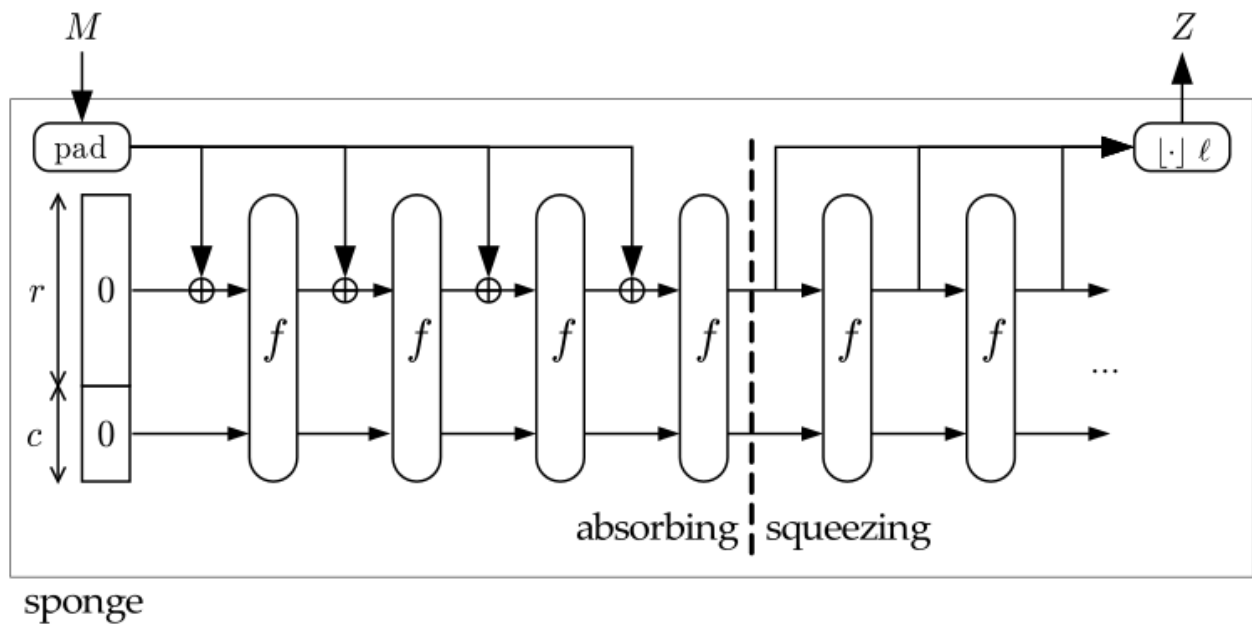 M Z
pad ⌊·⌋ ℓ
r 0 f f f f f f
...
c 0
absorbing squeezing
sponge